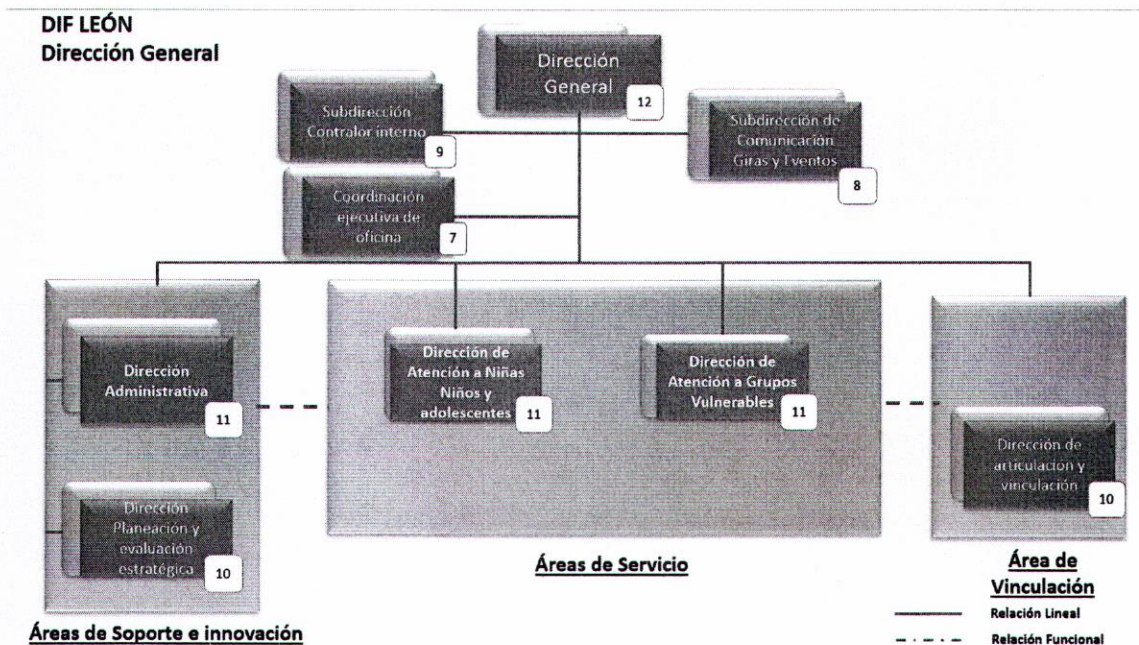 DIF LEÓN
Dirección General
Dirección
General
12
Subdirección
Contralor interno
9
Subdirección de
Comunicación
Giras y Eventos
8
Coordinación
ejecutiva de
oficina
7
Dirección
Administrativa
11
Dirección de
Atención a Niñas
Niños y
adolescentes
11
Dirección de
Atención a Grupos
Vulnerables
11
Dirección de
articulación y
vinculación
10
Dirección
Planeación y
evaluación
estratégica
10
Áreas de Servicio
Área de
Vinculación
Áreas de Soporte e innovación
Relación Lineal
Relación Funcional